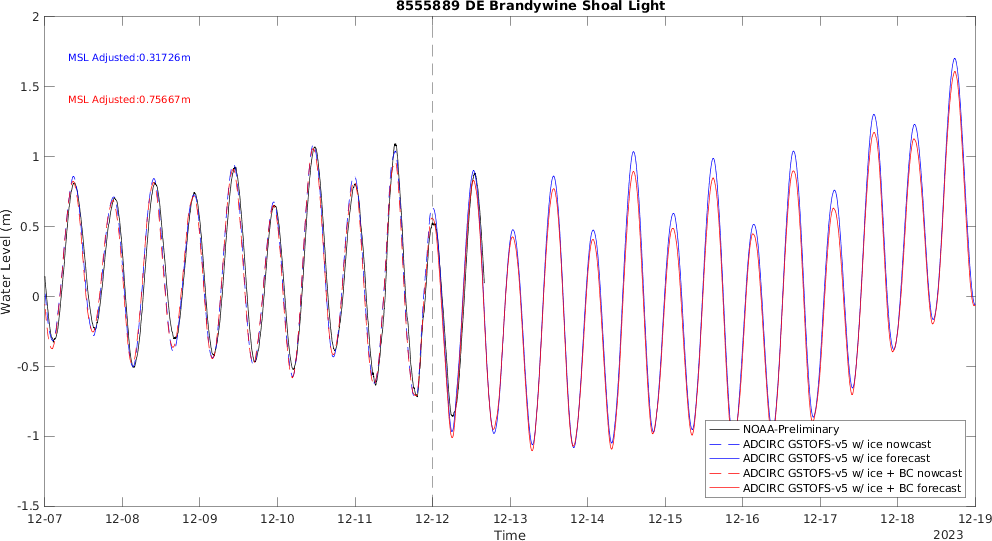 8555889 DE Brandywine Shoal Light
MSL Adjusted:0.31726m
MSL Adjusted:0.75667m
Water Level (m)
2
1.5
1
0.5
0
-0.5
-1
-1.5
NOAA-Preliminary
ADCIRC GSTOFS-v5 w/ ice nowcast
ADCIRC GSTOFS-v5 w/ ice forecast
ADCIRC GSTOFS-v5 w/ ice + BC nowcast
ADCIRC GSTOFS-v5 w/ ice + BC forecast
12-07 12-08 12-09 12-10 12-11 12-12 12-13 12-14 12-15 12-16 12-17 12-18 12-19
Time
2023